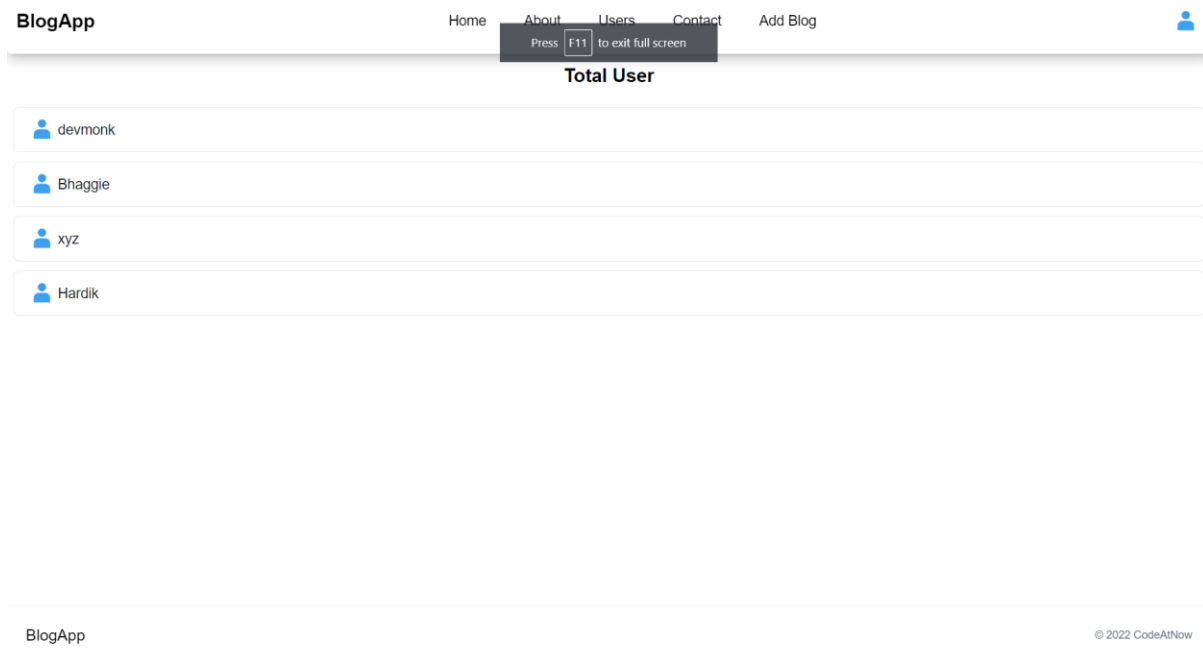 BlogApp Home About Users Contact Add Blog
Press F11 to exit full screen
Total User
devmonk
Bhaggie
xyz
Hardik
BlogApp © 2022 CodeAtNow